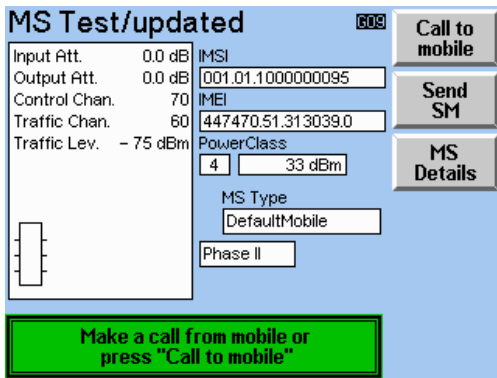 MS Test/updated
G09
Input Att. 0.0 dB
Output Att. 0.0 dB
Control Chan. 70
Traffic Chan. 60
Traffic Lev. – 75 dBm
IMSI
001.01.1000000095
IMEI
447470.51.313039.0
PowerClass
4 33 dBm
MS Type
DefaultMobile
Phase II
Call to
mobile
Send
SM
MS
Details
Make a call from mobile or
press "Call to mobile"